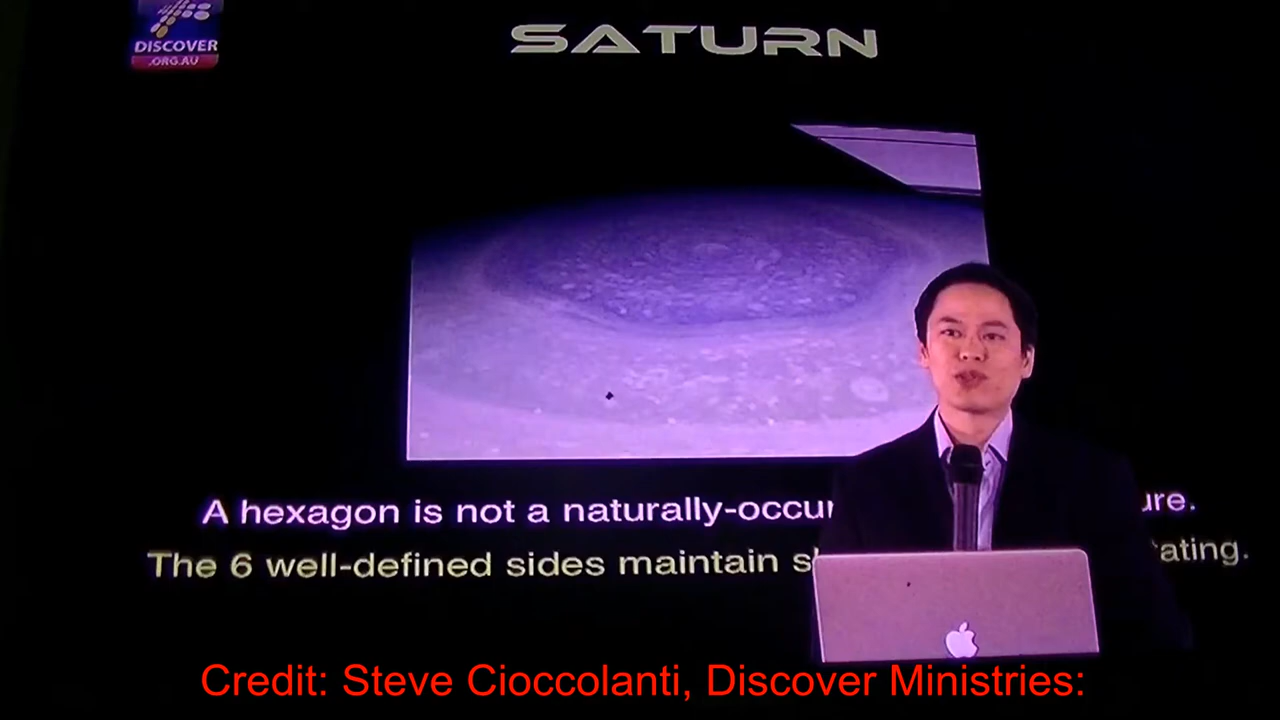 DISCOVER
.ORG.AU
SATURN
A hexagon is not a naturally-occur ure.
The 6 well-defined sides maintain s ating.
Credit: Steve Cioccolanti, Discover Ministries: